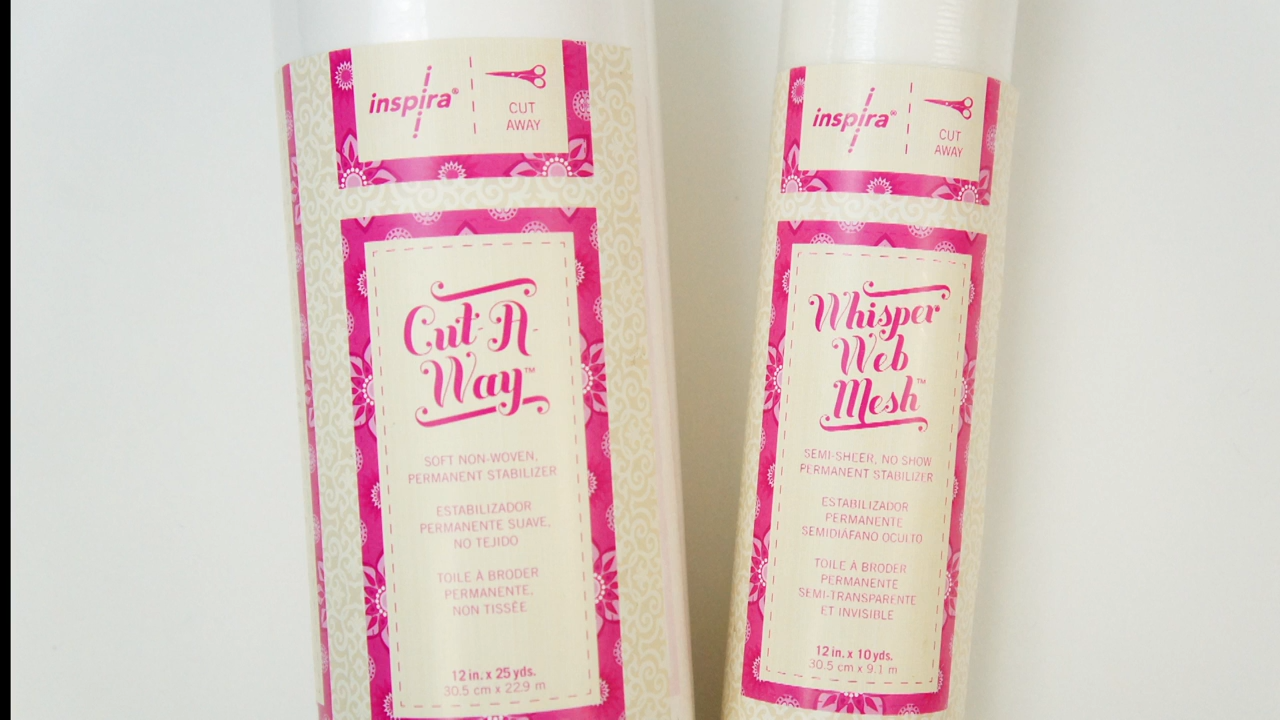 inspira®
CUT
AWAY
Cut-A-
Way™
SOFT NON-WOVEN,
PERMANENT STABILIZER
ESTABILIZADOR
PERMANENTE SUAVE,
NO TEJIDO
TOILE À BRODER
PERMANENTE,
NON TISSÉE
12 in. x 25 yds.
30.5 cm x 22.9 m
inspira®
CUT
AWAY
Whisper
Web
Mesh™
SEMI-SHEER, NO SHOW
PERMANENT STABILIZER
ESTABILIZADOR
PERMANENTE
SEMIDIÁFANO OCULTO
TOILE À BRODER
PERMANENTE
SEMI-TRANSPARENTE
ET INVISIBLE
12 in. x 10 yds.
30.5 cm x 9.1 m